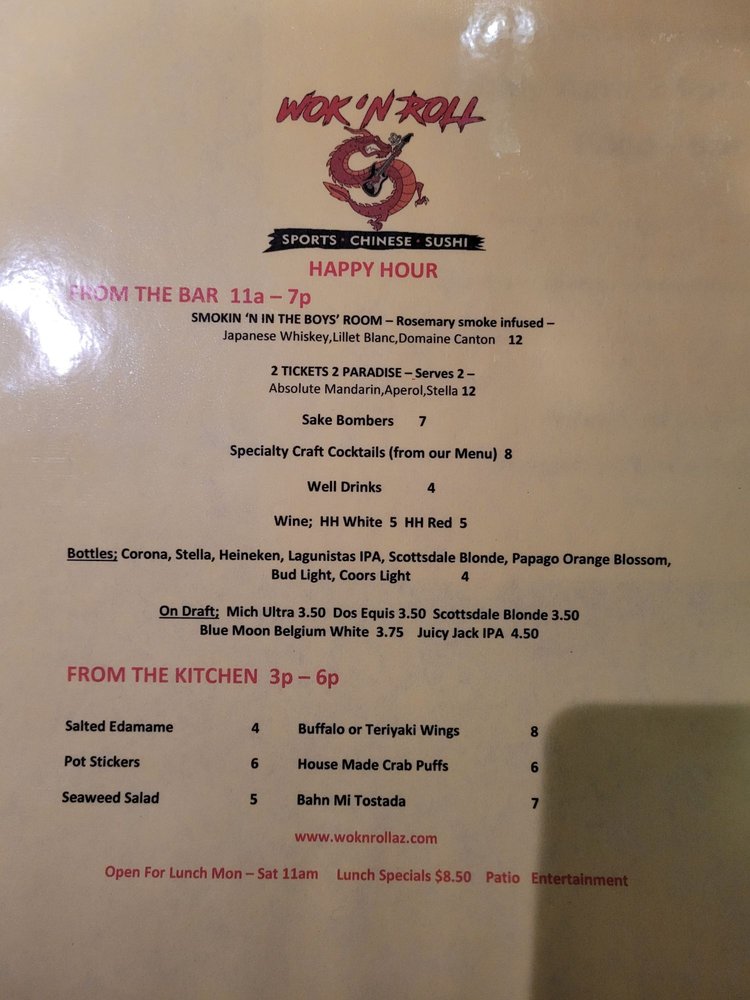 WOK 'N ROLL
SPORTS · CHINESE · SUSHI
HAPPY HOUR
FROM THE BAR 11a – 7p
SMOKIN 'N IN THE BOYS' ROOM – Rosemary smoke infused –
Japanese Whiskey,Lillet Blanc,Domaine Canton 12
2 TICKETS 2 PARADISE – Serves 2 –
Absolute Mandarin,Aperol,Stella 12
Sake Bombers 7
Specialty Craft Cocktails (from our Menu) 8
Well Drinks 4
Wine; HH White 5 HH Red 5
Bottles; Corona, Stella, Heineken, Lagunistas IPA, Scottsdale Blonde, Papago Orange Blossom,
Bud Light, Coors Light 4
On Draft; Mich Ultra 3.50 Dos Equis 3.50 Scottsdale Blonde 3.50
Blue Moon Belgium White 3.75 Juicy Jack IPA 4.50
FROM THE KITCHEN 3p – 6p
Salted Edamame 4 Buffalo or Teriyaki Wings 8
Pot Stickers 6 House Made Crab Puffs 6
Seaweed Salad 5 Bahn Mi Tostada 7
www.woknrollaz.com
Open For Lunch Mon – Sat 11am Lunch Specials $8.50 Patio Entertainment